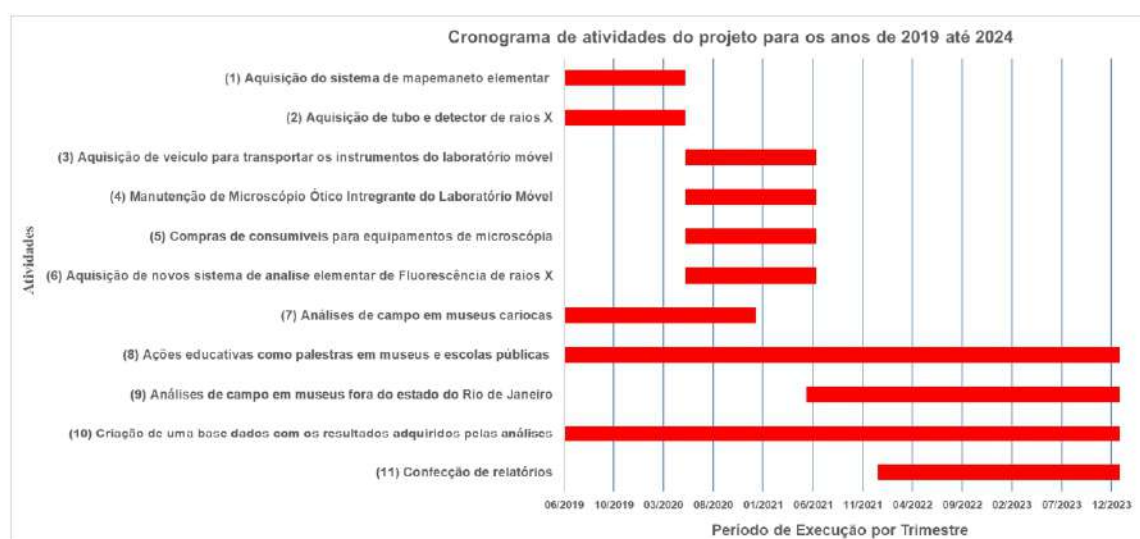 Cronograma de atividades do projeto para os anos de 2019 até 2024
Atividades
(1) Aquisição do sistema de mapemaneto elementar
(2) Aquisição de tubo e detector de raios X
(3) Aquisição de veiculo para transportar os instrumentos do laboratório móvel
(4) Manutenção de Microscópio Ótico Intregrante do Laboratório Móvel
(5) Compras de consumiveis para equipamentos de microscópia
(6) Aquisição de novos sistema de analise elementar de Fluorescência de raios X
(7) Análises de campo em museus cariocas
(8) Ações educativas como palestras em museus e escolas públicas
(9) Análises de campo em museus fora do estado do Rio de Janeiro
(10) Criação de uma base dados com os resultados adquiridos pelas análises
(11) Confecção de relatórios
06/2019 10/2019 03/2020 08/2020 01/2021 06/2021 11/2021 04/2022 09/2022 02/2023 07/2023 12/2023
Período de Execução por Trimestre